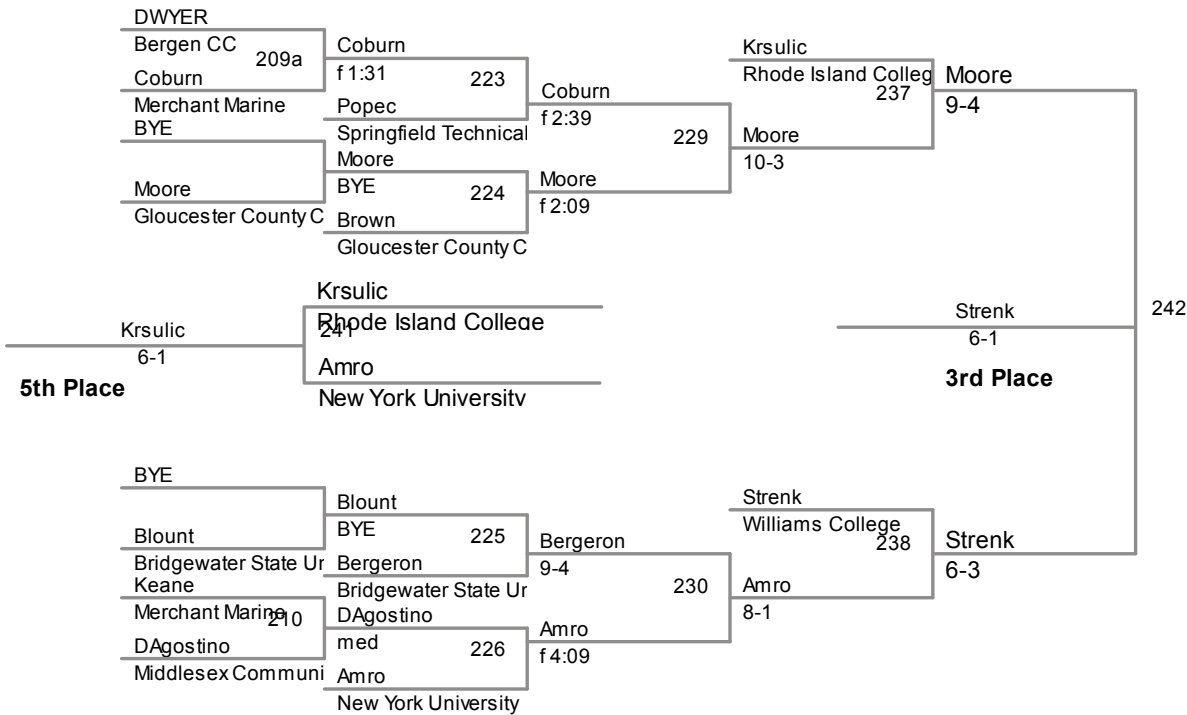 DWYER
Bergen CC
209a
Coburn
Merchant Marine
BYE
Moore
Gloucester County C
Coburn
f 1:31
223
Popec
Springfield Technical
Moore
BYE
224
Brown
Gloucester County C
Coburn
f 2:39
229
Moore
f 2:09
Krsulic
Rhode Island Colleg
237
Moore
10-3
Moore
9-4
Krsulic
Rhode Island College
241
Amro
New York University
Krsulic
6-1
5th Place
Strenk
6-1
3rd Place
242
BYE
Blount
Bridgewater State Ur
Keane
Merchant Marine
210
DAgostino
Middlesex Communi
Blount
BYE
225
Bergeron
Bridgewater State Ur
DAgostino
med
226
Amro
New York University
Bergeron
9-4
230
Amro
f 4:09
Strenk
Williams College
238
Amro
8-1
Strenk
6-3